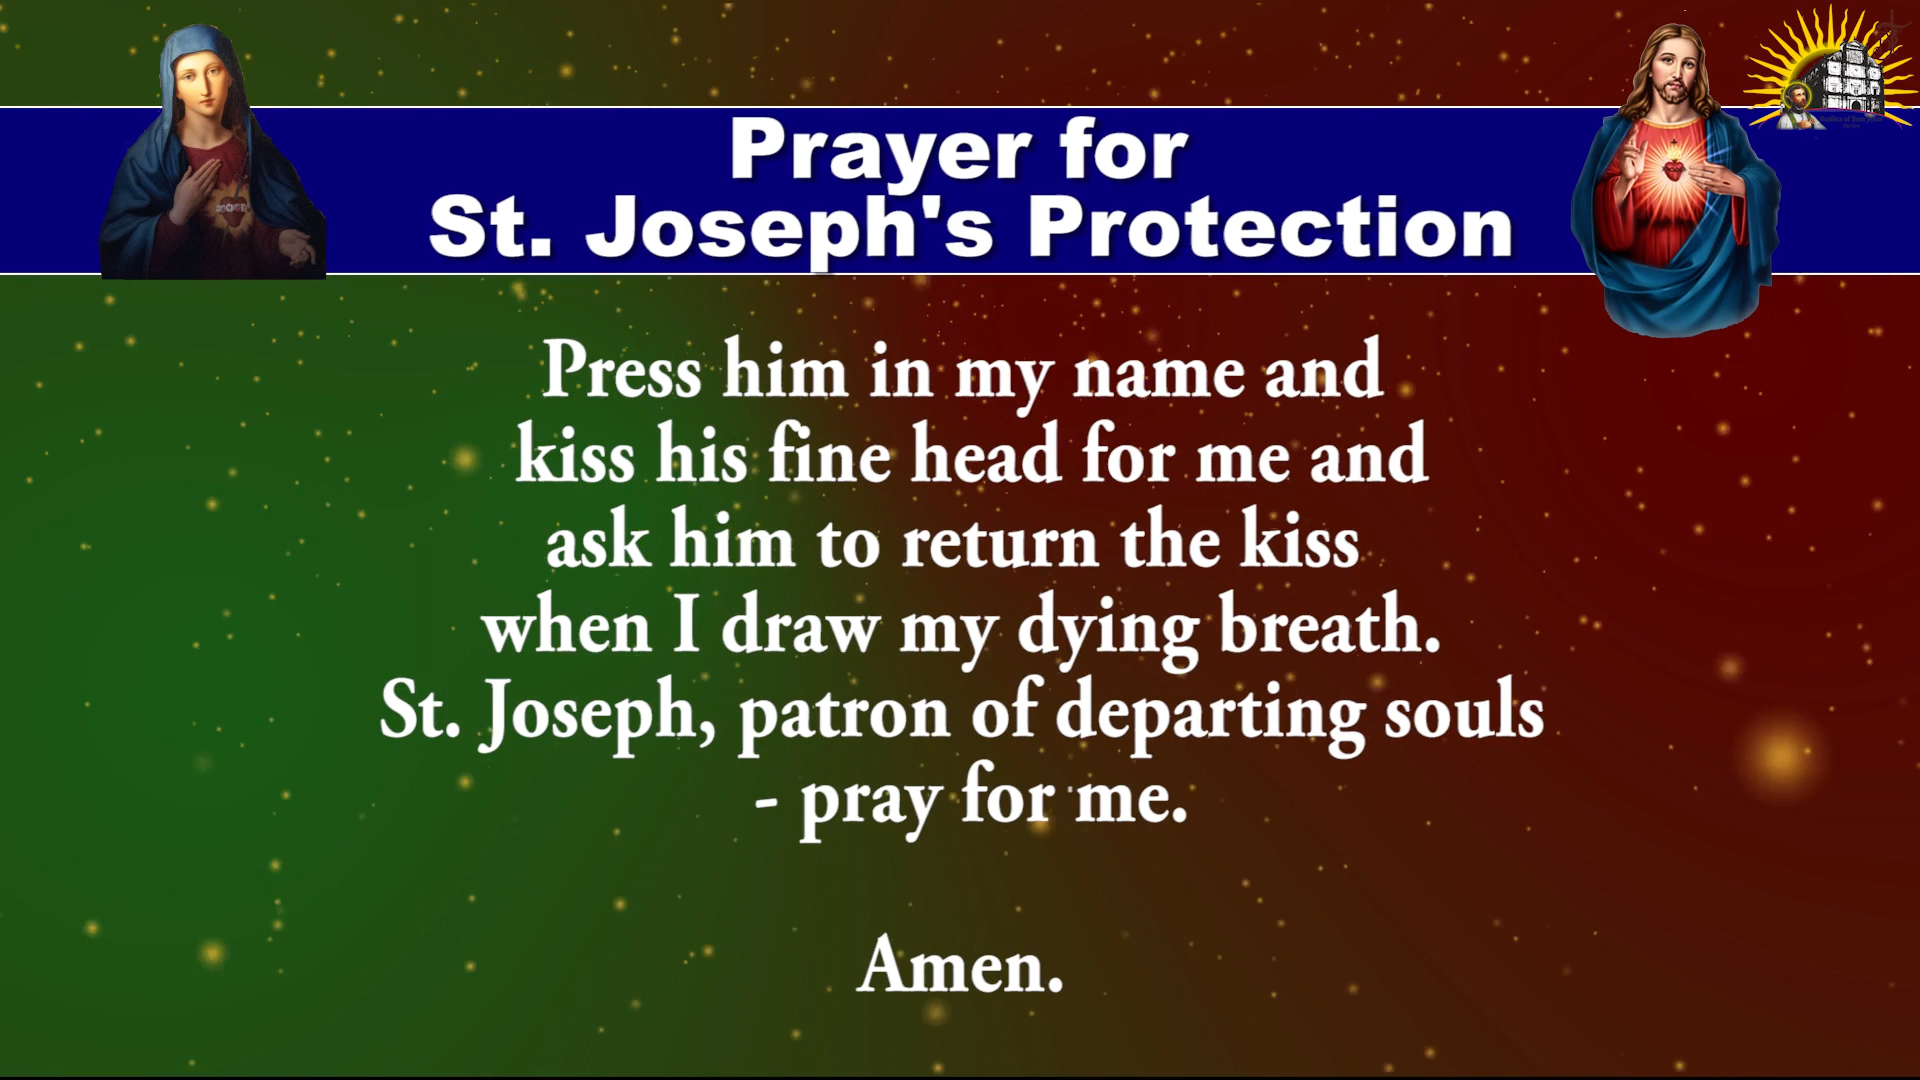 Prayer for
St. Joseph's Protection
Press him in my name and
kiss his fine head for me and
ask him to return the kiss
when I draw my dying breath.
St. Joseph, patron of departing souls
- pray for me.
Amen.